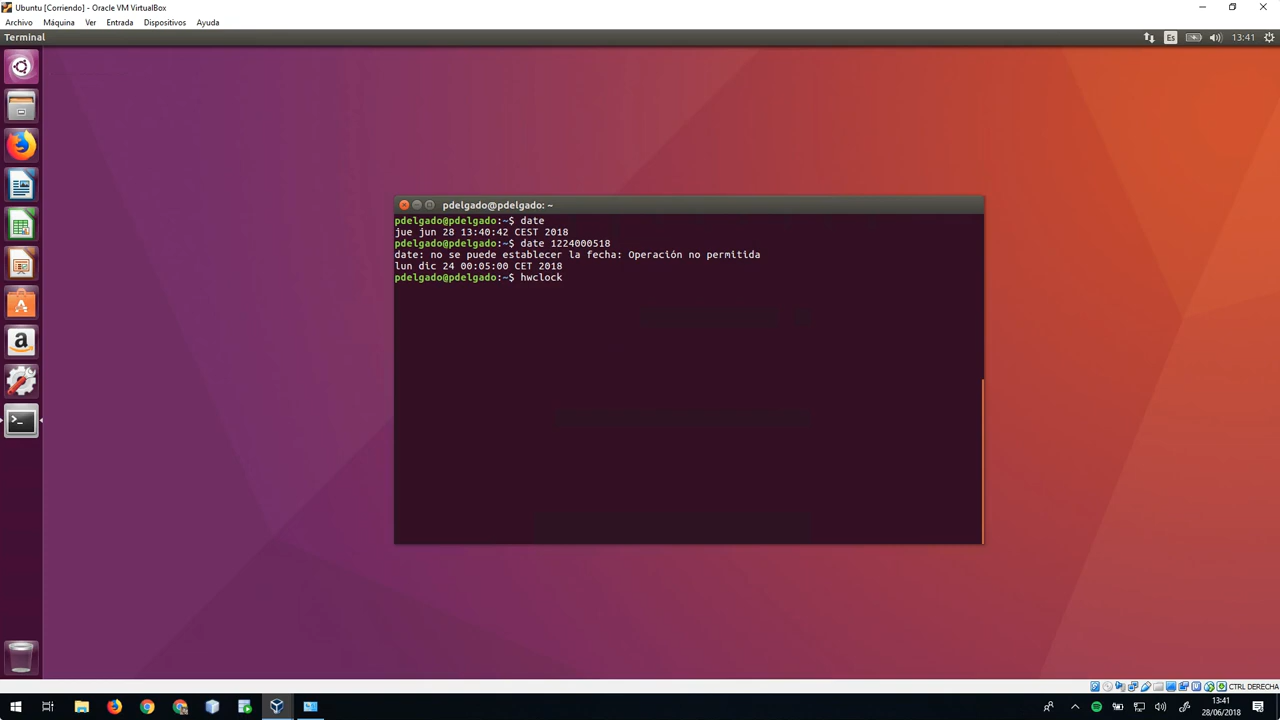 Ubuntu [Corriendo] - Oracle VM VirtualBox
Archivo Máquina Ver Entrada Dispositivos Ayuda
Terminal Es 13:41
pdelgado@pdelgado: ~
pdelgado@pdelgado:~$ date
jue jun 28 13:40:42 CEST 2018
pdelgado@pdelgado:~$ date 1224000518
date: no se puede establecer la fecha: Operación no permitida
lun dic 24 00:05:00 CET 2018
pdelgado@pdelgado:~$ hwclock
CTRL DERECHA
13:41
28/06/2018